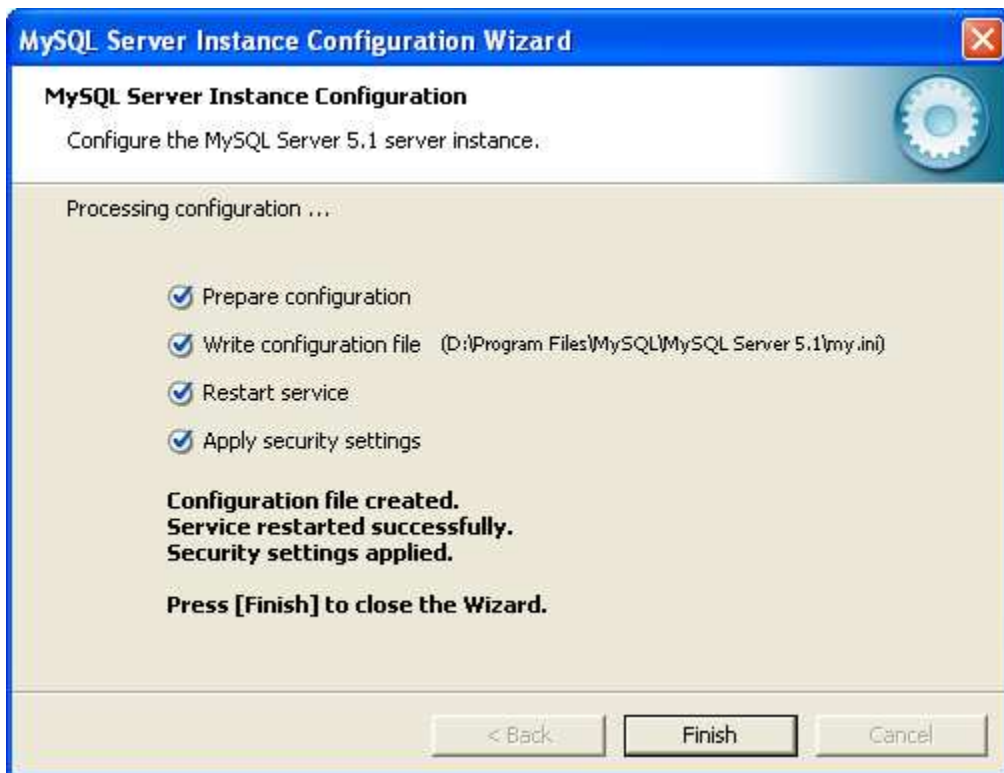 MySQL Server Instance Configuration Wizard
MySQL Server Instance Configuration
Configure the MySQL Server 5.1 server instance.
Processing configuration ...
Prepare configuration
Write configuration file (D:\Program Files\MySQL\MySQL Server 5.1\my.ini)
Restart service
Apply security settings
Configuration file created.
Service restarted successfully.
Security settings applied.
Press [Finish] to close the Wizard.
< Back Finish Cancel